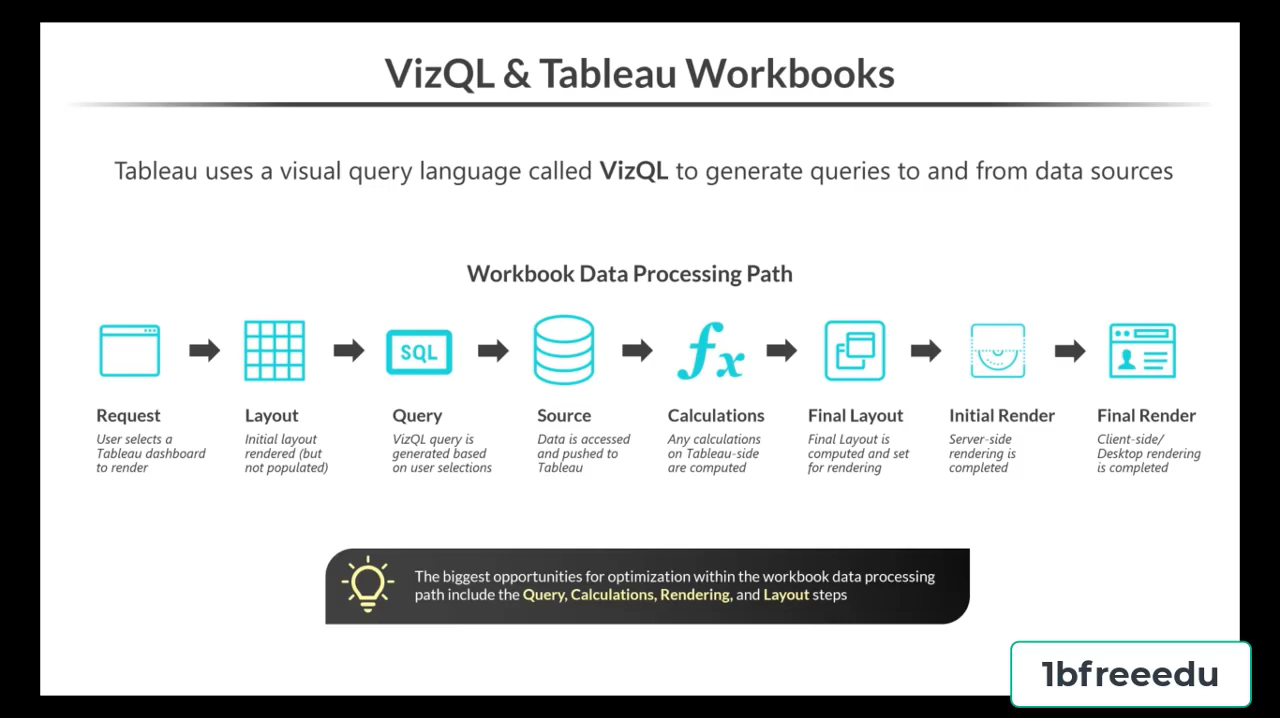 VizQL & Tableau Workbooks
Tableau uses a visual query language called VizQL to generate queries to and from data sources
Workbook Data Processing Path
SQL
fx
Request
User selects a
Tableau dashboard
to render
Layout
Initial layout
rendered (but
not populated)
Query
VizQL query is
generated based
on user selections
Source
Data is accessed
and pushed to
Tableau
Calculations
Any calculations
on Tableau-side
are computed
Final Layout
Final Layout is
computed and set
for rendering
Initial Render
Server-side
rendering is
completed
Final Render
Client-side/
Desktop rendering
is completed
The biggest opportunities for optimization within the workbook data processing
path include the Query, Calculations, Rendering, and Layout steps
1bfreeedu